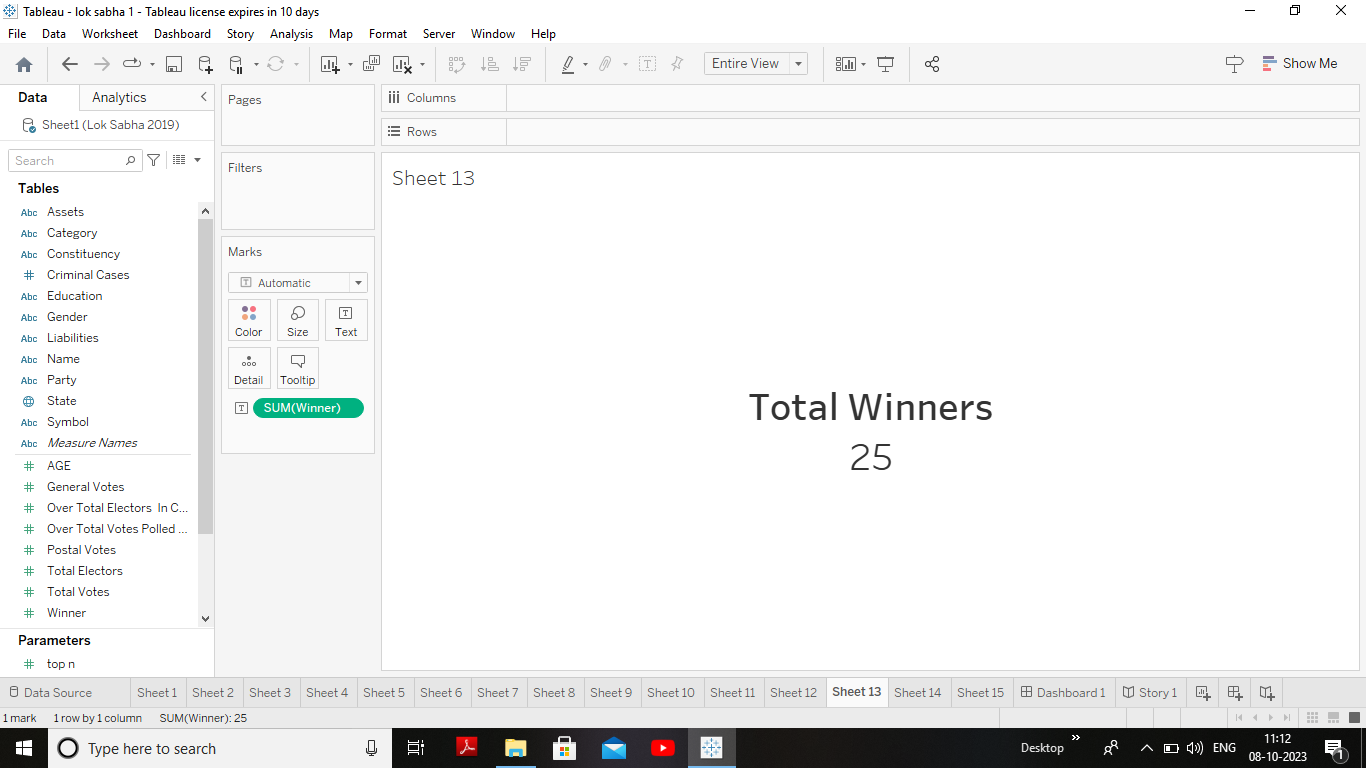 Tableau - lok sabha 1 - Tableau license expires in 10 days
File Data Worksheet Dashboard Story Analysis Map Format Server Window Help
Entire View
Show Me
Data Analytics
Sheet1 (Lok Sabha 2019)
Search
Tables
Abc Assets
Abc Category
Abc Constituency
# Criminal Cases
Abc Education
Abc Gender
Abc Liabilities
Abc Name
Abc Party
State
Abc Symbol
Abc Measure Names
# AGE
# General Votes
# Over Total Electors In C...
# Over Total Votes Polled ...
# Postal Votes
# Total Electors
# Total Votes
# Winner
Parameters
# top n
Pages
Filters
Marks
T Automatic
Color Size Text
Detail Tooltip
T SUM(Winner)
Columns
Rows
Sheet 13
Total Winners
25
Data Source Sheet 1 Sheet 2 Sheet 3 Sheet 4 Sheet 5 Sheet 6 Sheet 7 Sheet 8 Sheet 9 Sheet 10 Sheet 11 Sheet 12 Sheet 13 Sheet 14 Sheet 15 Dashboard 1 Story 1
1 mark 1 row by 1 column SUM(Winner): 25
Type here to search
Desktop » ENG
11:12
08-10-2023
1